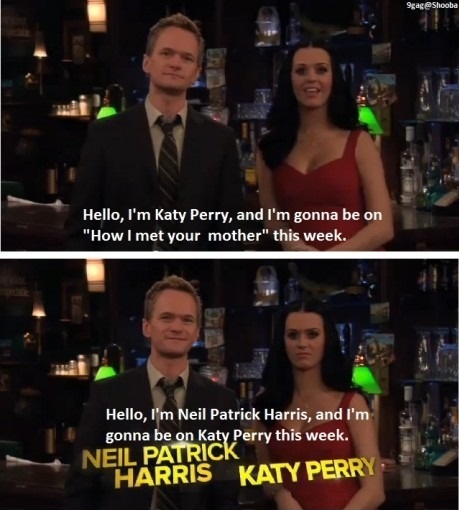 9gag@Shooba
Hello, I'm Katy Perry, and I'm gonna be on
"How I met your mother" this week.
Hello, I'm Neil Patrick Harris, and I'm
gonna be on Katy Perry this week.
NEIL PATRICK
HARRIS
KATY PERRY